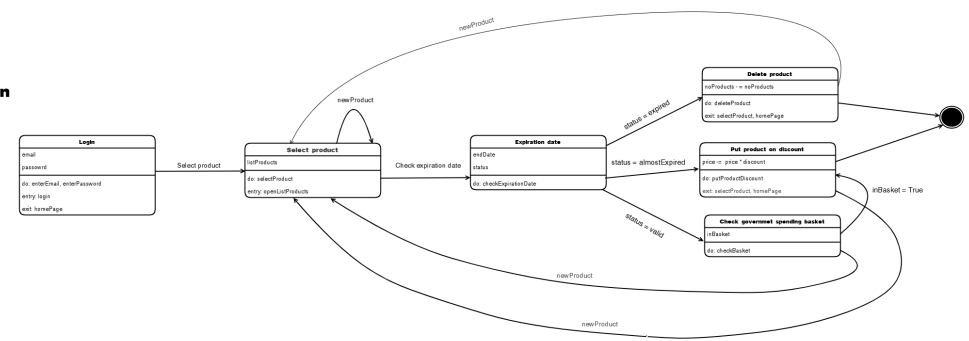 n
newProduct
Delete product
noProducts - = noProducts
do: deleteProduct
exit: selectProduct, homePage
newProduct
status = expired
Login
email
passowrd
do: enterEmail, enterPassword
entry: login
exit: homePage
Select product
Select product
listProducts
do: selectProduct
entry: openListProducts
Check expiration date
Expiration date
endDate
status
do: checkExpirationDate
status = almostExpired
Put product on discount
price -= price * discount
do: putProductDiscount
exit: selectProduct, homePage
inBasket = True
status = valid
Check governmet spending basket
inBasket
do: checkBasket
newProduct
newProduct